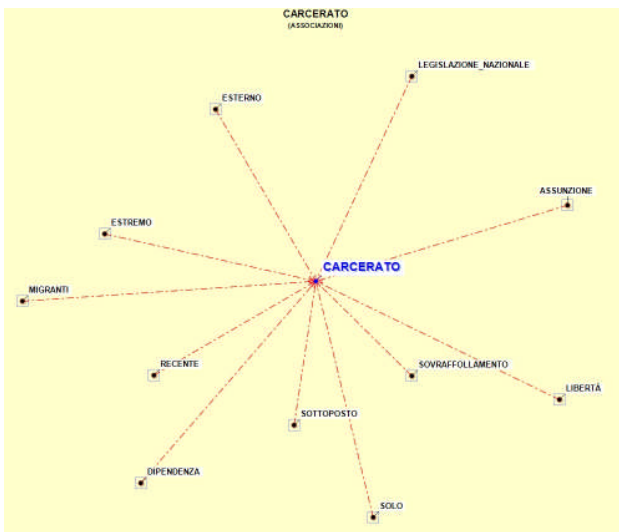 CARCERATO
(ASSOCIAZIONI)
LEGISLAZIONE_NAZIONALE
ESTERNO
ASSUNZIONE
ESTREMO
CARCERATO
MIGRANTI
RECENTE
SOVRAFFOLLAMENTO
LIBERTÀ
SOTTOPOSTO
DIPENDENZA
SOLO